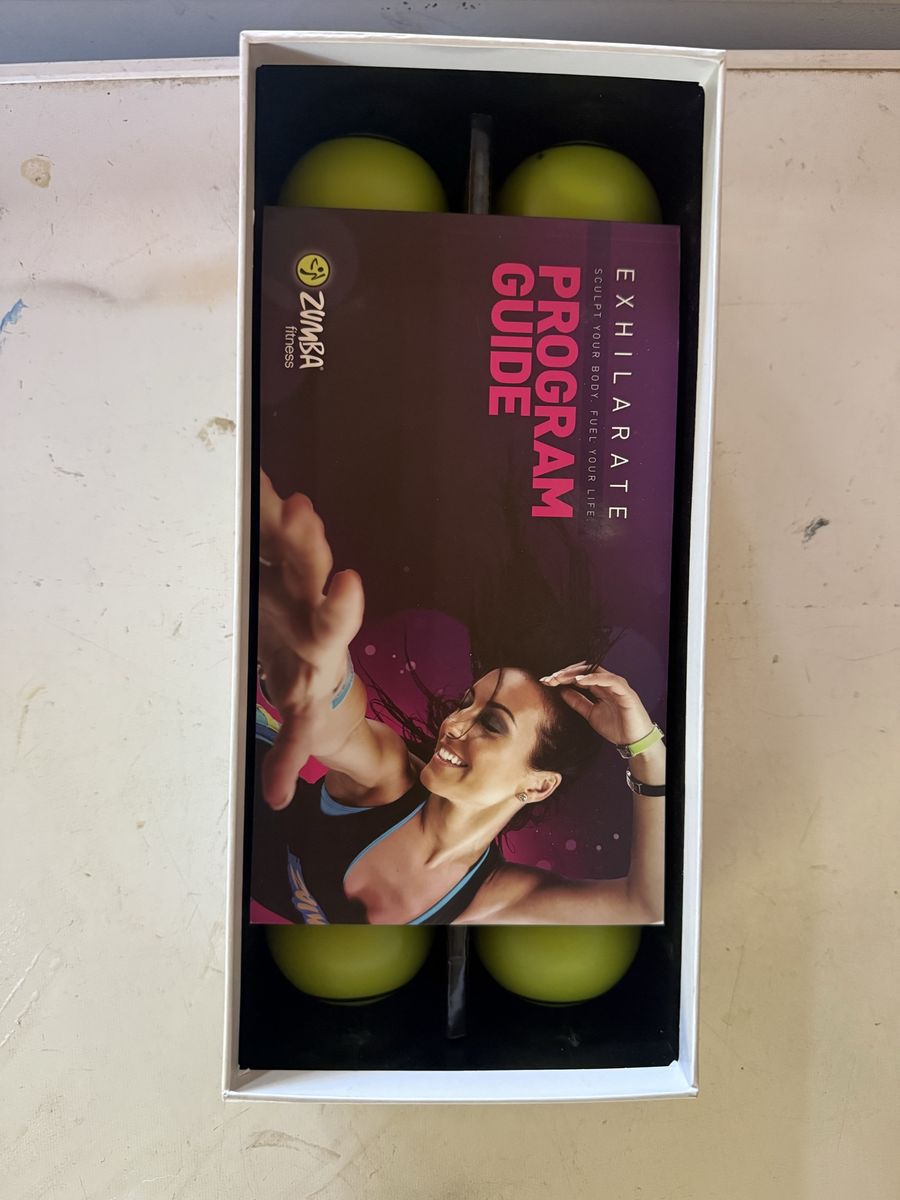 EXHILARATE
SCULPT YOUR BODY. FUEL YOUR LIFE.
PROGRAM
GUIDE
ZUMBA®
fitness